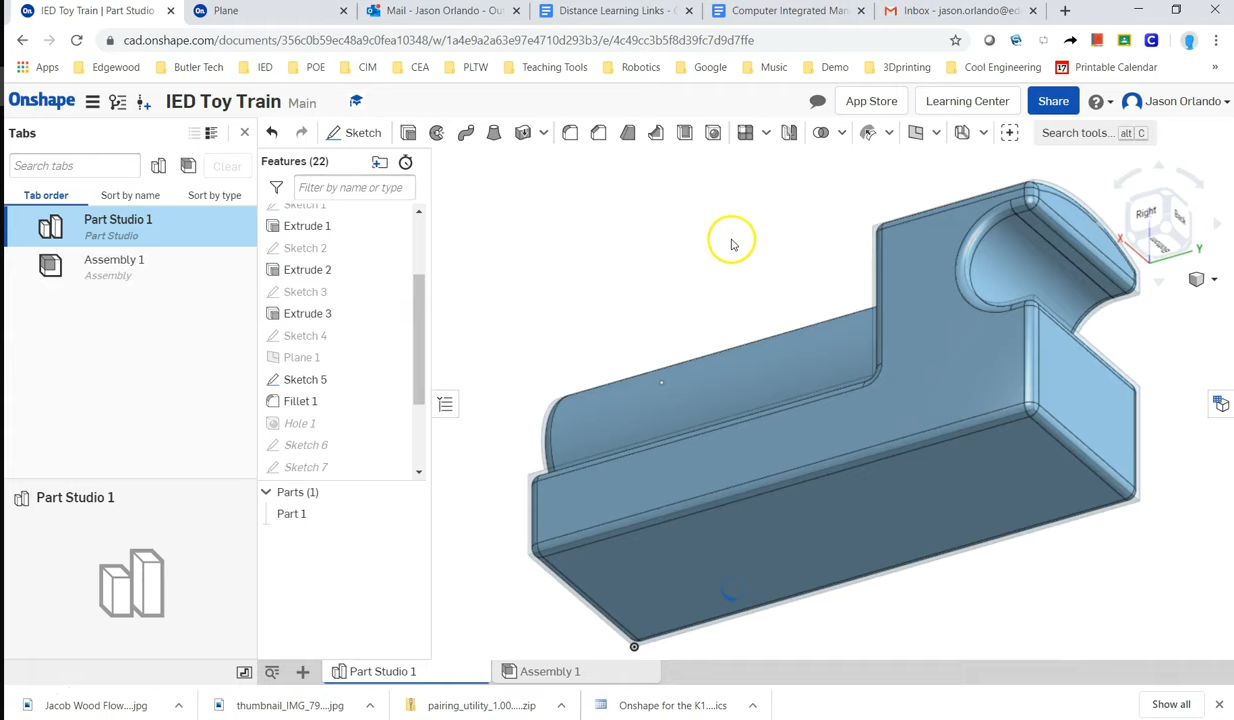 IED Toy Train | Part Studio
Plane
Mail - Jason Orlando - Out
Distance Learning Links -
Computer Integrated Man
Inbox - jason.orlando@ed
cad.onshape.com/documents/356c0b59ec48a9c0fea10348/w/1a4e9a2a63e97e4710d293b3/e/4c49cc3b5f8d39fc7d9d7ffe
Apps Edgewood Butler Tech IED POE CIM CEA PLTW Teaching Tools Robotics Google Music Demo 3Dprinting Cool Engineering 17 Printable Calendar »
Onshape IED Toy Train Main App Store Learning Center Share Jason Orlando
Tabs
Sketch
Search tools... alt C
Search tabs Clear
Features (22)
Filter by name or type
Tab order Sort by name Sort by type
Part Studio 1
Part Studio
Assembly 1
Assembly
Sketch 1
Extrude 1
Sketch 2
Extrude 2
Sketch 3
Extrude 3
Sketch 4
Plane 1
Sketch 5
Fillet 1
Hole 1
Sketch 6
Sketch 7
Parts (1)
Part 1
Part Studio 1
Right
Back
Bottom
X
Y
Part Studio 1
Assembly 1
Jacob Wood Flow....jpg
thumbnail_IMG_79....jpg
pairing_utility_1.00....zip
Onshape for the K1....ics
Show all